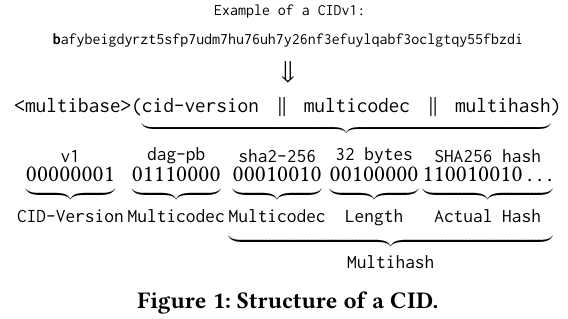 Example of a CIDv1:
bafybeigdyrzt5sfp7udm7hu76uh7y26nf3efuylqabf3oclgtqy55fbzdi
⇓
<multibase>(cid-version ∥ multicodec ∥ multihash)
v1 dag-pb sha2-256 32 bytes SHA256 hash
00000001 01110000 00010010 00100000 110010010...
CID-Version Multicodec Multicodec Length Actual Hash
Multihash
Figure 1: Structure of a CID.